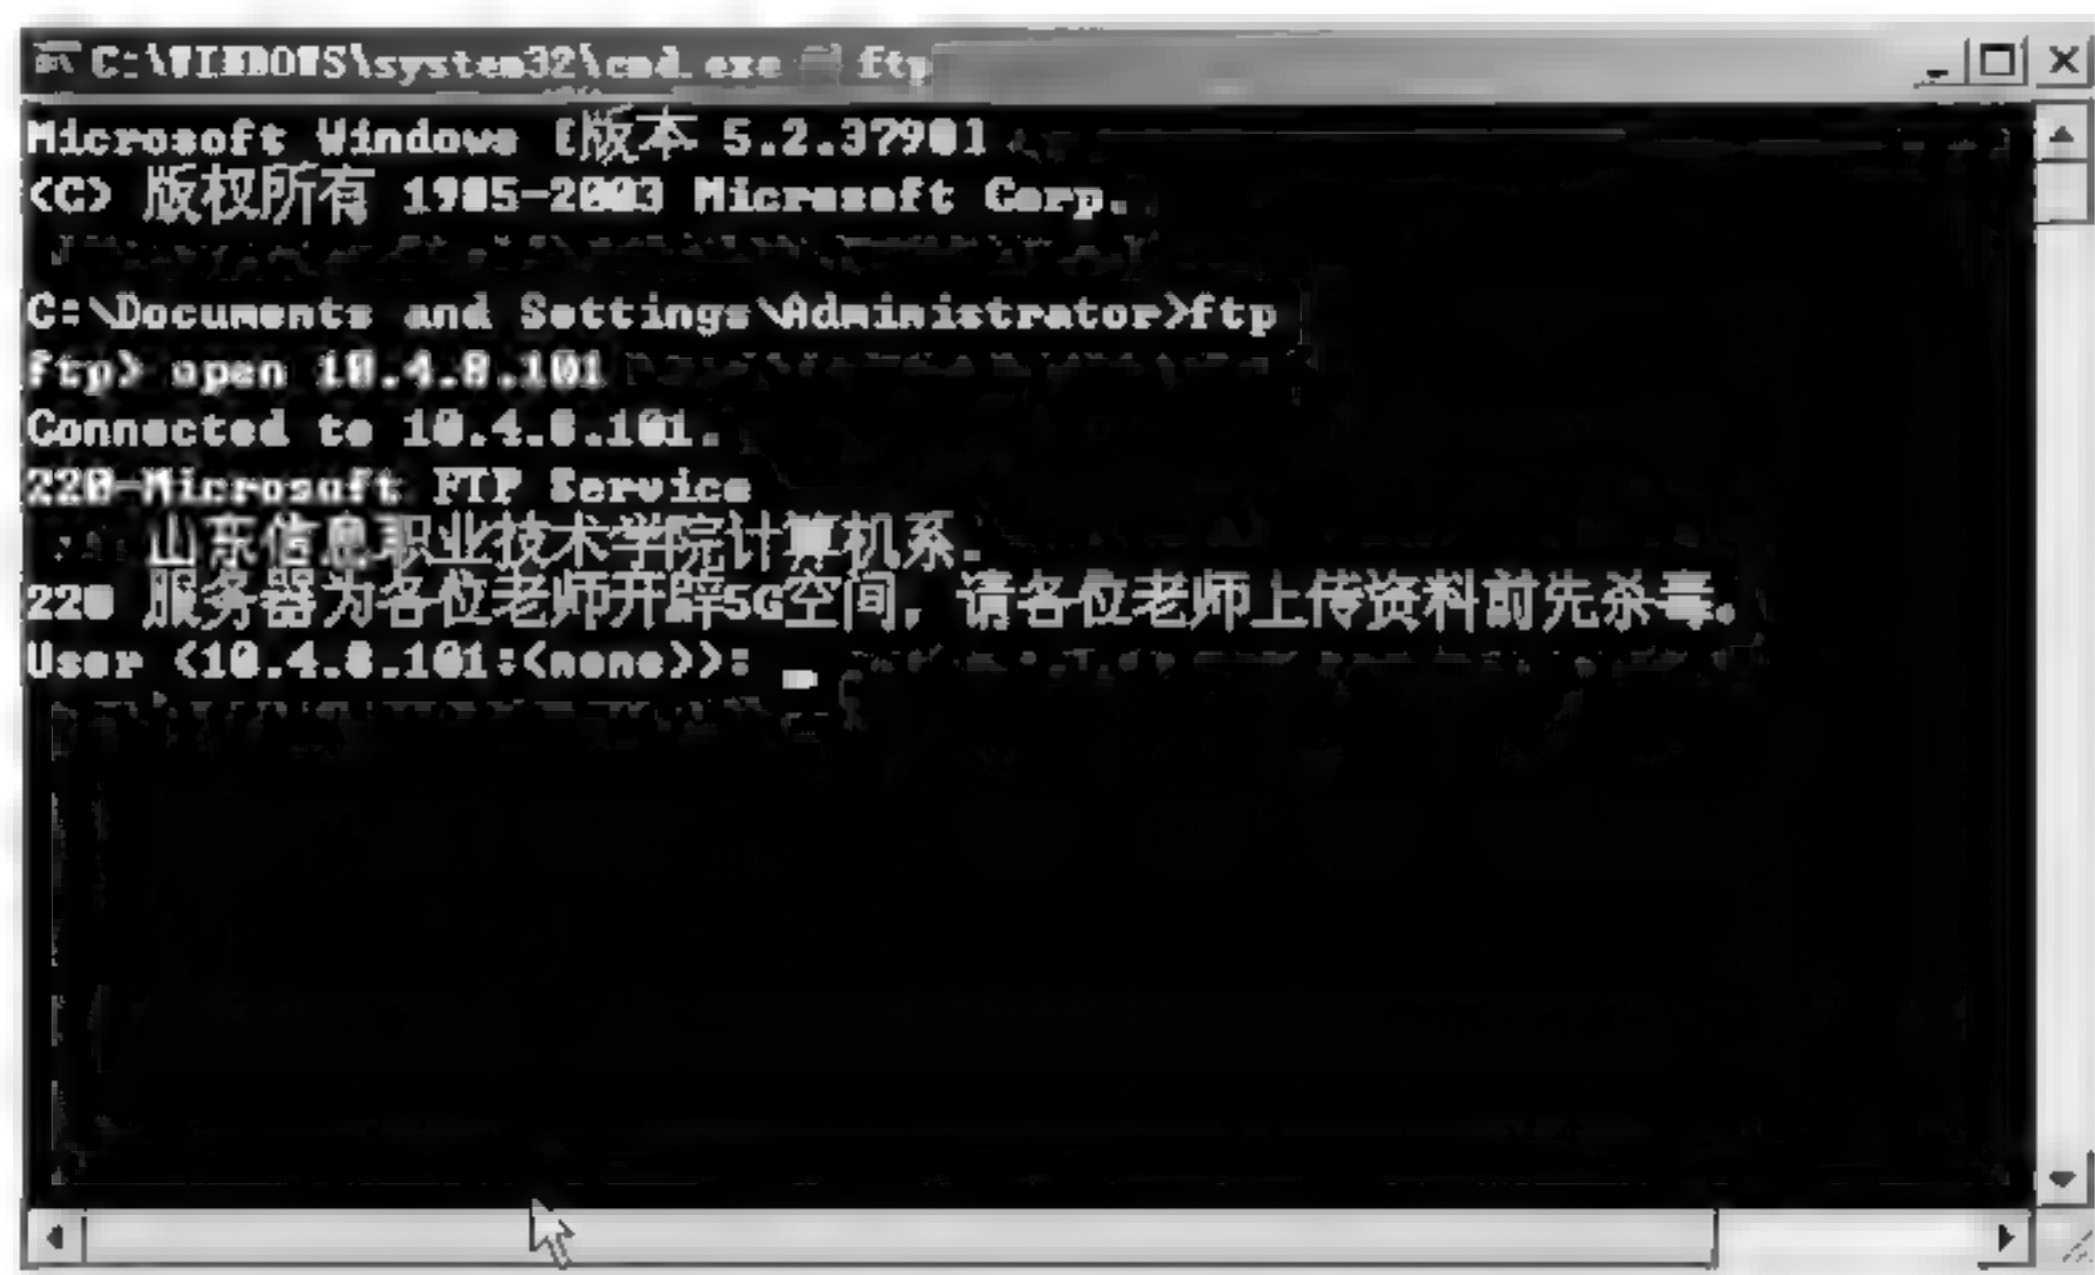 C:\WINDOWS\system32\cmd.exe - ftp
Microsoft Windows [版本 5.2.3790]
(C) 版权所有 1985-2003 Microsoft Corp.
C:\Documents and Settings\Administrator>ftp
ftp> open 10.4.8.101
Connected to 10.4.8.101.
220-Microsoft FTP Service
山东信息职业技术学院计算机系.
220 服务器为各位老师开辟5G空间，请各位老师上传资料前先杀毒。
User (10.4.8.101:(none)):